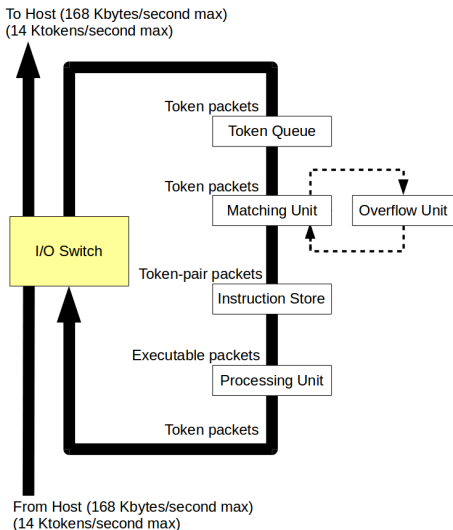 To Host (168 Kbytes/second max)
(14 Ktokens/second max)
Token packets
Token Queue
Token packets
Matching Unit
Overflow Unit
I/O Switch
Token-pair packets
Instruction Store
Executable packets
Processing Unit
Token packets
From Host (168 Kbytes/second max)
(14 Ktokens/second max)